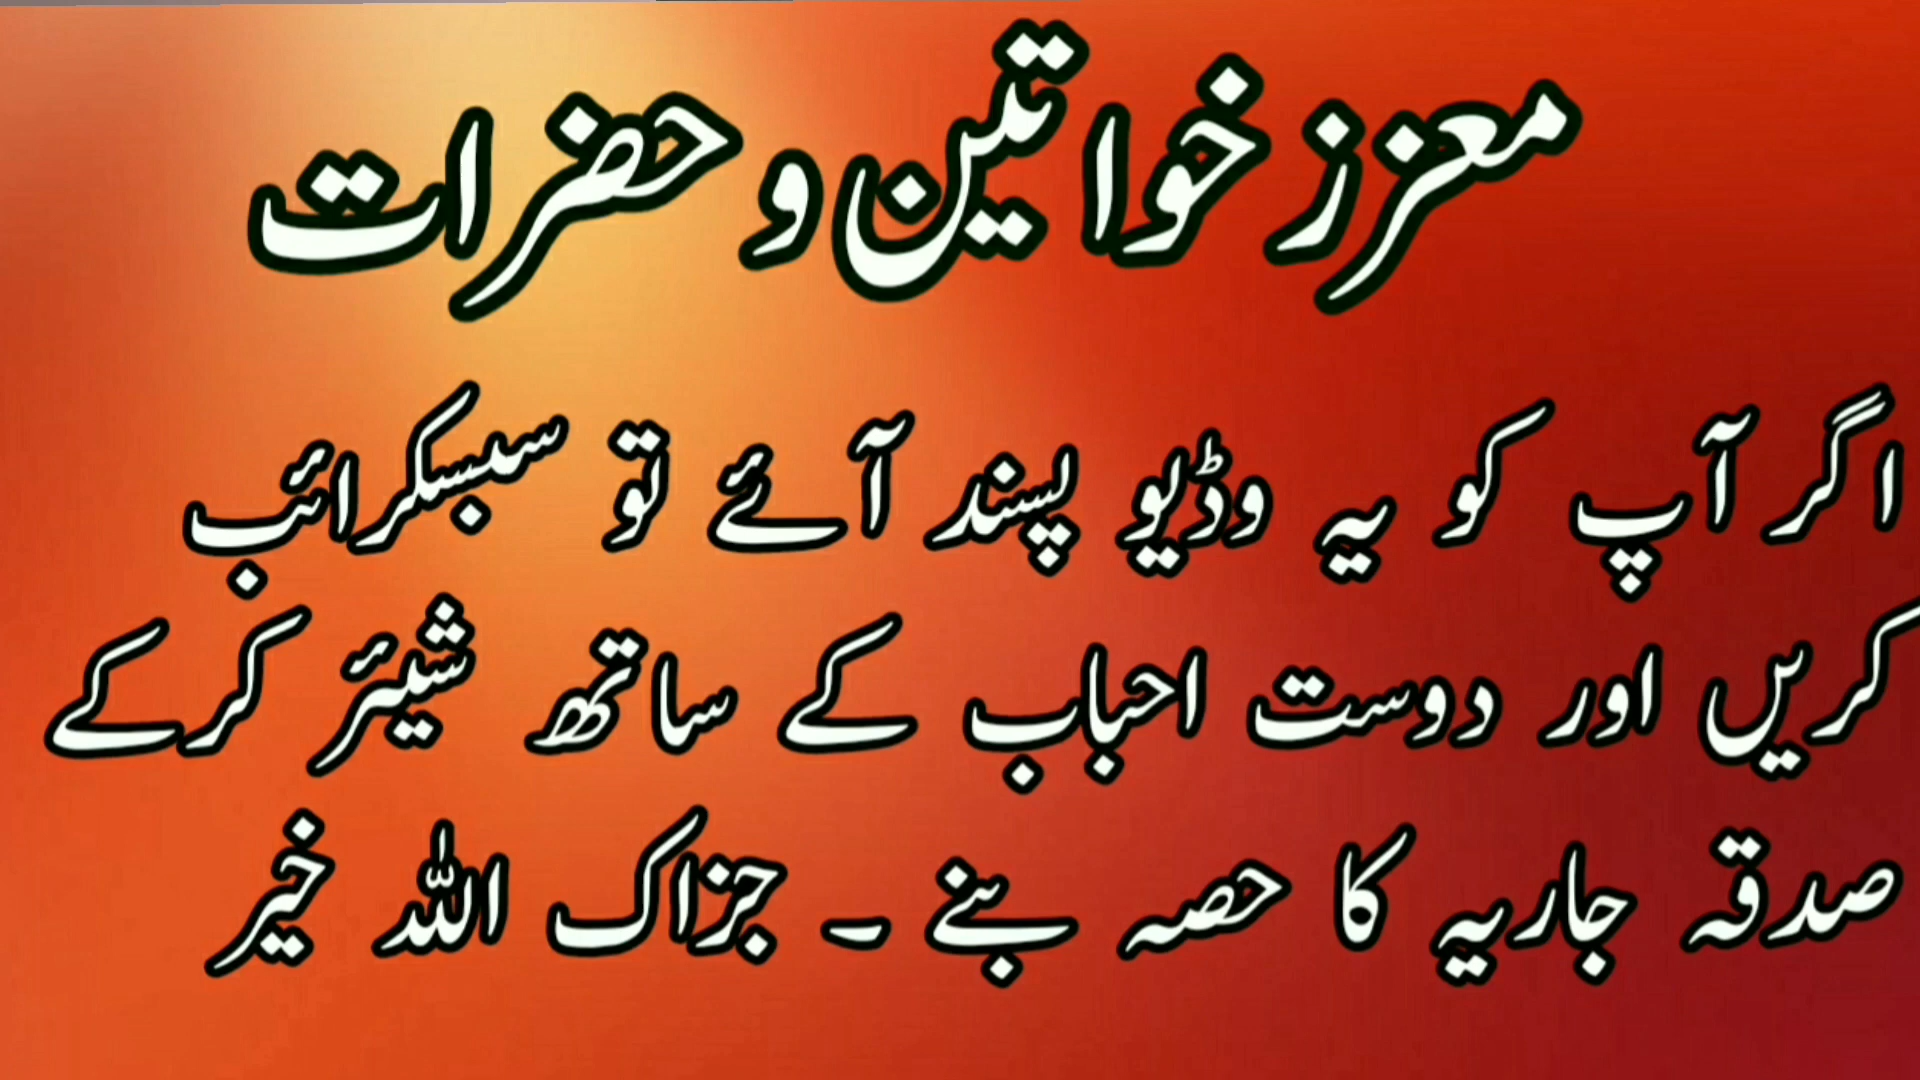 معزز خواتین و حضرات
اگر آپ کو یہ وڈیو پسند آئے تو سبسکرائب
کریں اور دوست احباب کے ساتھ شیئر کرکے
صدقہ جاریہ کا حصہ بنے ۔ جزاک اللہ خیر